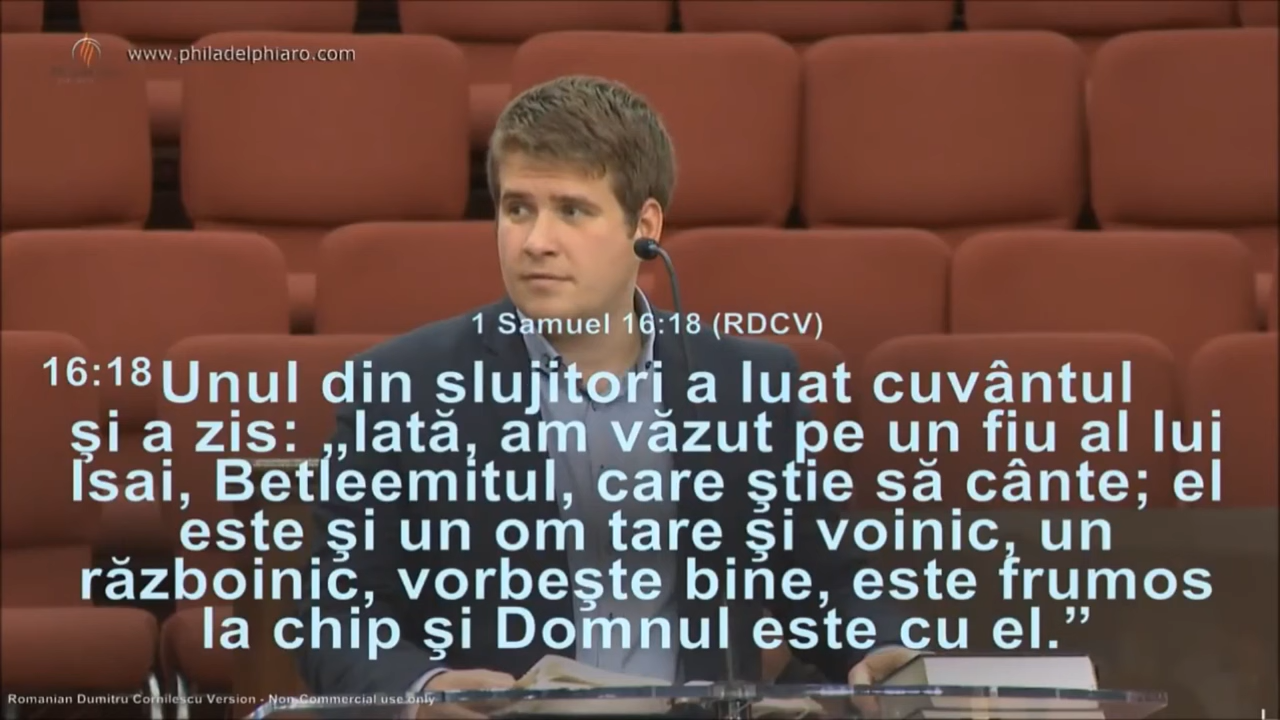 www.philadelphiaro.com
1 Samuel 16:18 (RDCV)
16:18 Unul din slujitori a luat cuvântul
şi a zis: „Iată, am văzut pe un fiu al lui
Isai, Betleemitul, care ştie să cânte; el
este şi un om tare şi voinic, un
războinic, vorbeşte bine, este frumos
la chip şi Domnul este cu el.”
Romanian Dumitru Cornilescu Version - Non-Commercial use only